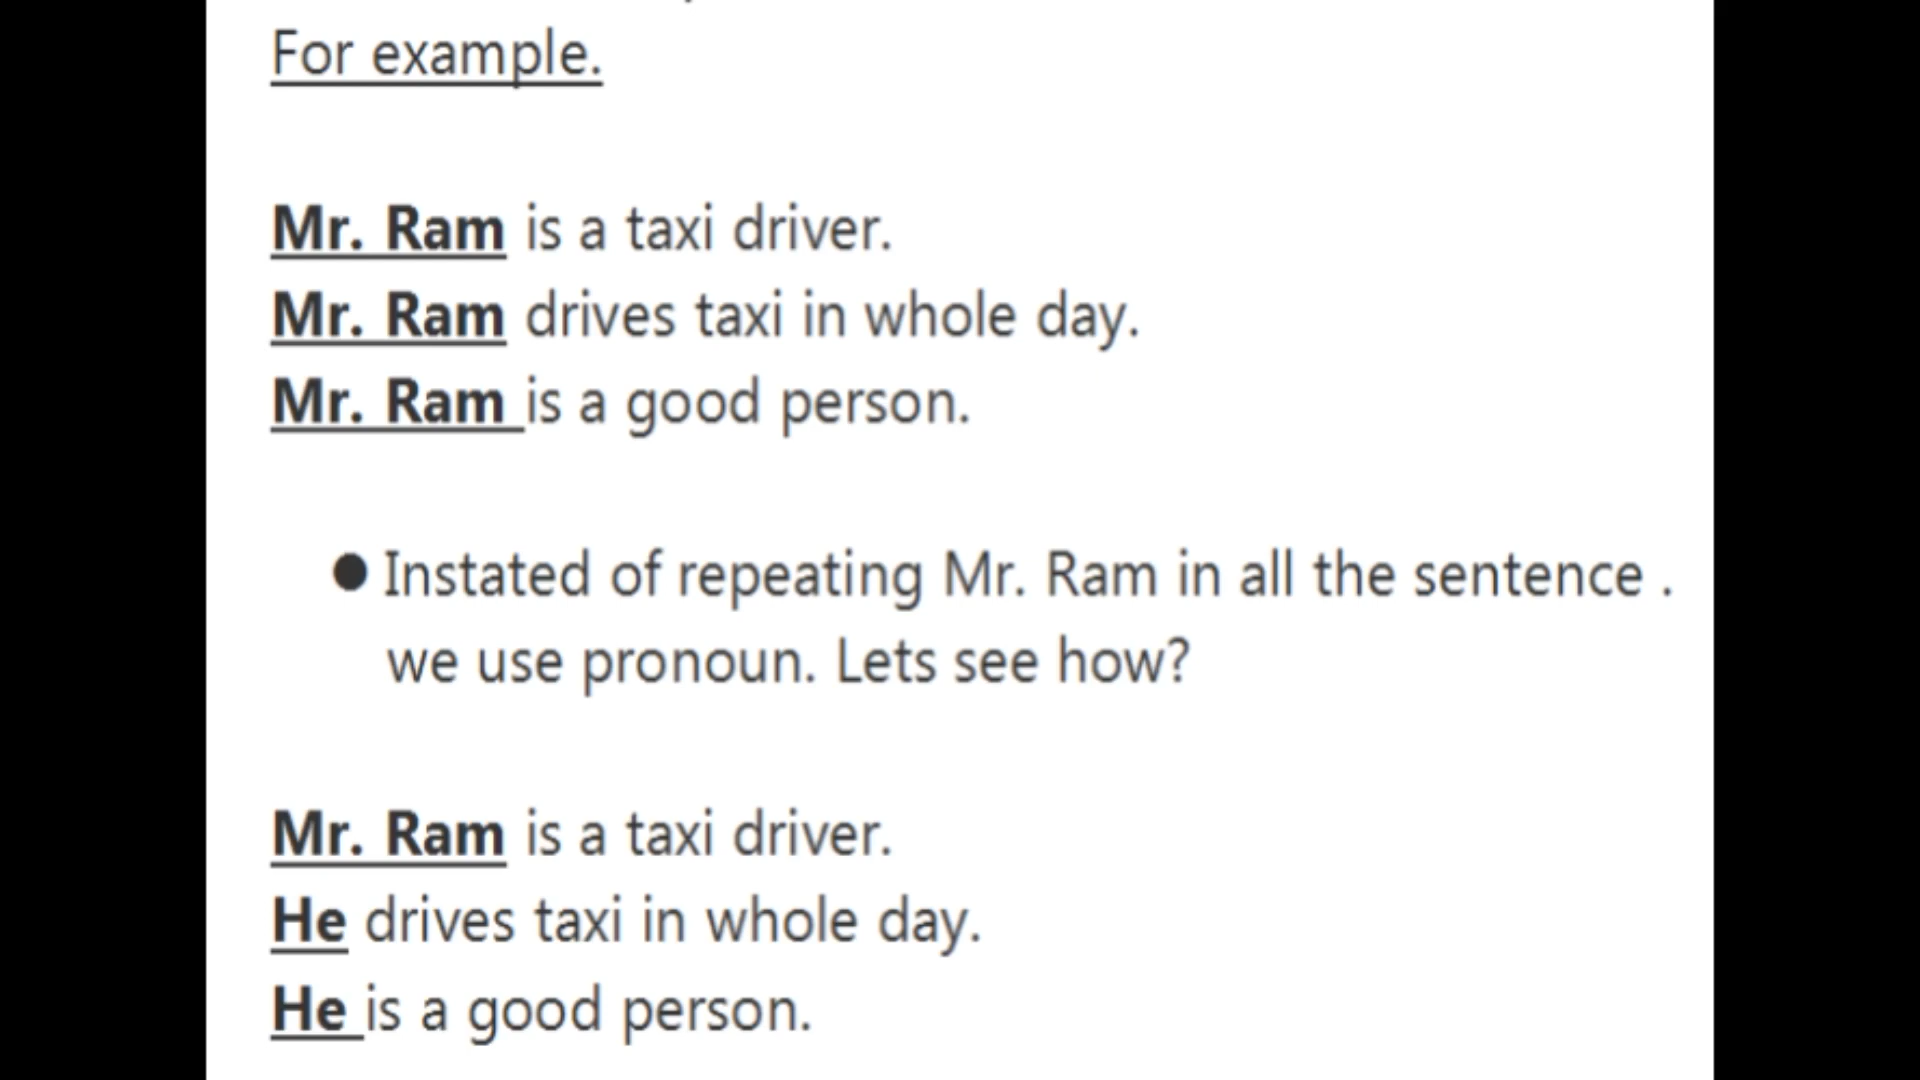 For example.
Mr. Ram is a taxi driver.
Mr. Ram drives taxi in whole day.
Mr. Ram is a good person.
● Instated of repeating Mr. Ram in all the sentence .
we use pronoun. Lets see how?
Mr. Ram is a taxi driver.
He drives taxi in whole day.
He is a good person.